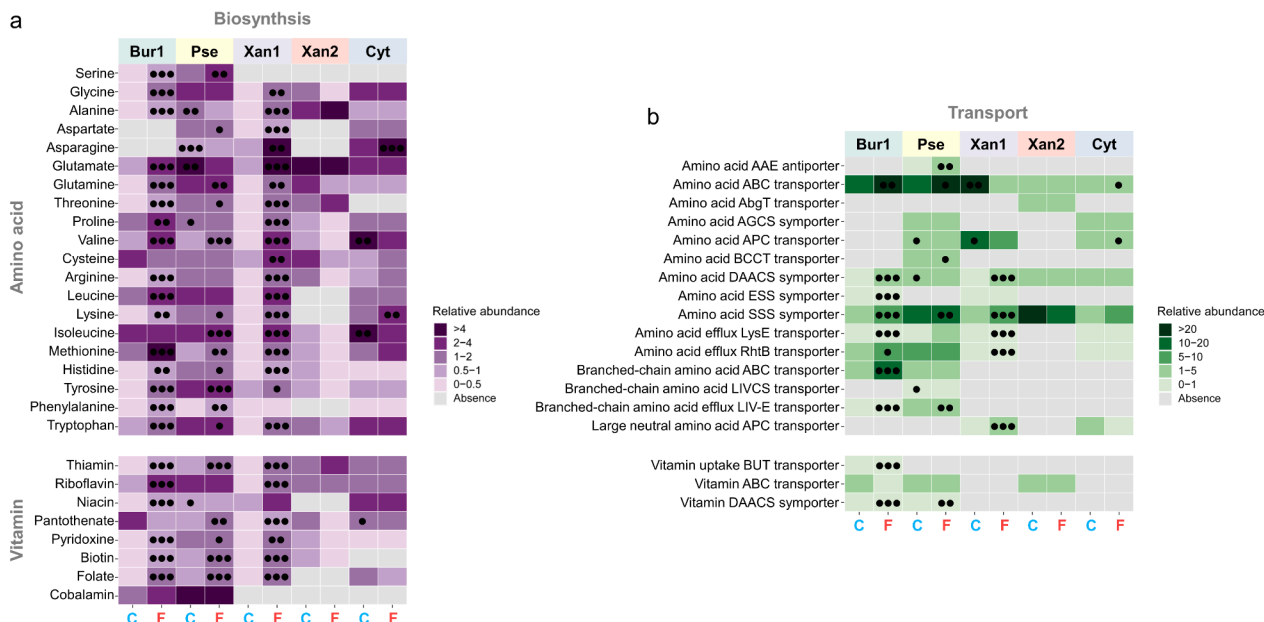 a
Biosynthsis
Bur1 Pse Xan1 Xan2 Cyt
Amino acid
Serine
Glycine
Alanine
Aspartate
Asparagine
Glutamate
Glutamine
Threonine
Proline
Valine
Cysteine
Arginine
Leucine
Lysine
Isoleucine
Methionine
Histidine
Tyrosine
Phenylalanine
Tryptophan
Vitamin
Thiamin
Riboflavin
Niacin
Pantothenate
Pyridoxine
Biotin
Folate
Cobalamin
C F C F C F C F C F
Relative abundance
>4
2−4
1−2
0.5−1
0−0.5
Absence
b
Transport
Bur1 Pse Xan1 Xan2 Cyt
Amino acid AAE antiporter
Amino acid ABC transporter
Amino acid AbgT transporter
Amino acid AGCS symporter
Amino acid APC transporter
Amino acid BCCT transporter
Amino acid DAACS symporter
Amino acid ESS symporter
Amino acid SSS symporter
Amino acid efflux LysE transporter
Amino acid efflux RhtB transporter
Branched-chain amino acid ABC transporter
Branched-chain amino acid LIVCS transporter
Branched-chain amino acid efflux LIV-E transporter
Large neutral amino acid APC transporter
Vitamin uptake BUT transporter
Vitamin ABC transporter
Vitamin DAACS symporter
C F C F C F C F C F
Relative abundance
>20
10−20
5−10
1−5
0−1
Absence